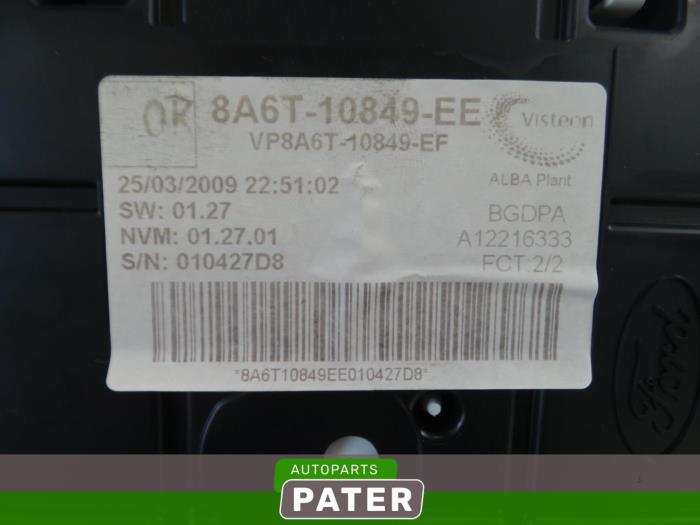 OK
8A6T-10849-EE
VP8A6T-10849-EF
Visteon
ALBA Plant
25/03/2009 22:51:02
SW: 01.27
NVM: 01.27.01
S/N: 010427D8
BGDPA
A12216333
FCT:2/2
*8A6T10849EE010427D8*
Ford
AUTOPARTS
PATER